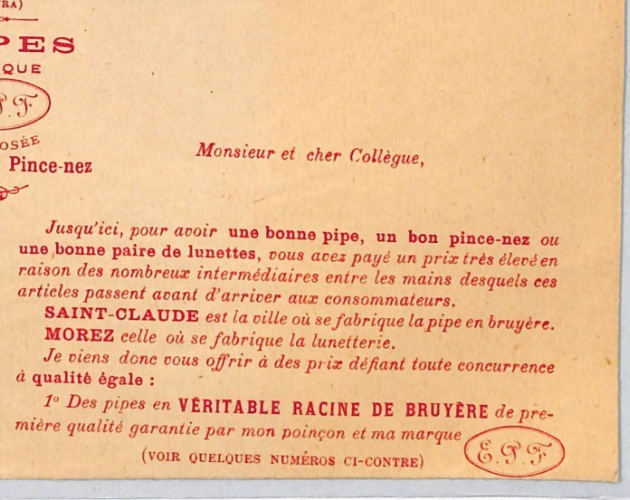 RA)
PES
QUE
P.F
OSÉE
Pince-nez
Monsieur et cher Collègue,
Jusqu'ici, pour avoir une bonne pipe, un bon pince-nez ou
une bonne paire de lunettes, vous avez payé un prix très élevé en
raison des nombreux intermédiaires entre les mains desquels ces
articles passent avant d'arriver aux consommateurs.
SAINT-CLAUDE est la ville où se fabrique la pipe en bruyère.
MOREZ celle où se fabrique la lunetterie.
Je viens donc vous offrir à des prix défiant toute concurrence
à qualité égale :
1º Des pipes en VÉRITABLE RACINE DE BRUYÈRE de pre-
mière qualité garantie par mon poinçon et ma marque E.P.F
(VOIR QUELQUES NUMÉROS CI-CONTRE)